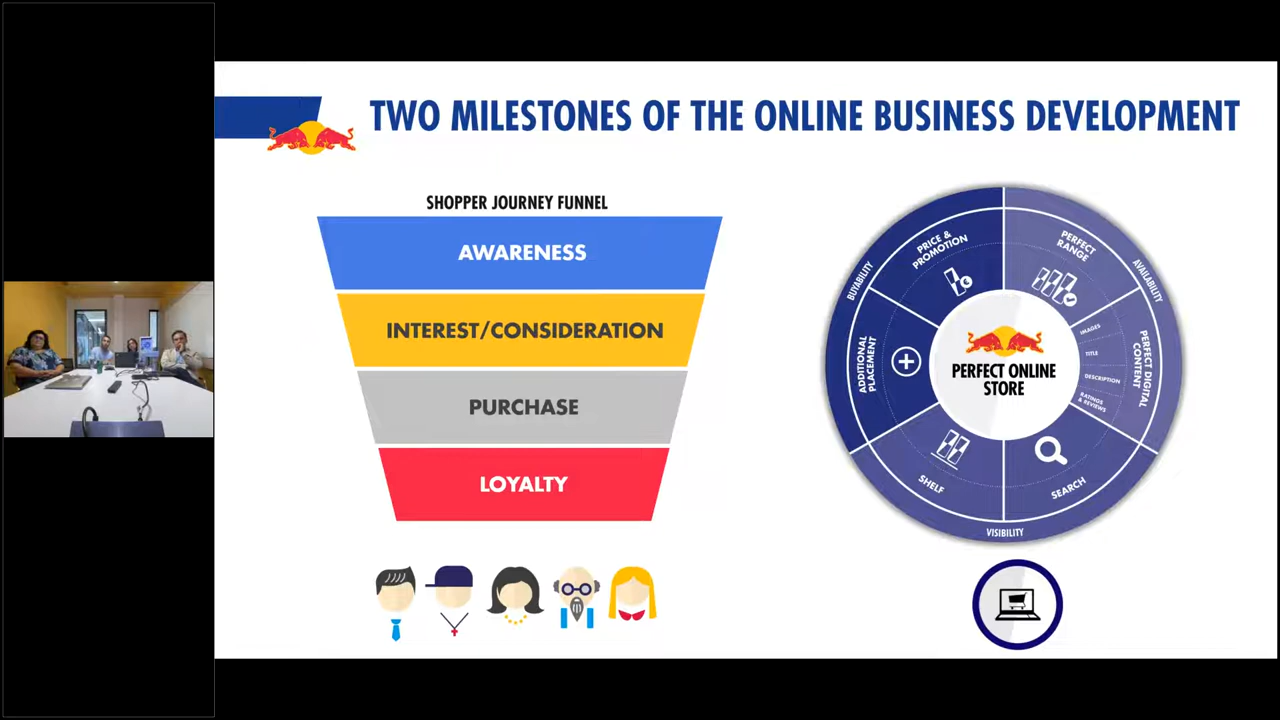 TWO MILESTONES OF THE ONLINE BUSINESS DEVELOPMENT
SHOPPER JOURNEY FUNNEL
AWARENESS
INTEREST/CONSIDERATION
PURCHASE
LOYALTY
BUYABILITY
PRICE &
PROMOTION
PERFECT
RANGE
AVAILABILITY
ADDITIONAL
PLACEMENT
PERFECT ONLINE
STORE
IMAGES
TITLE
DESCRIPTION
RATINGS
& REVIEWS
PERFECT DIGITAL
CONTENT
SHELF
SEARCH
VISIBILITY